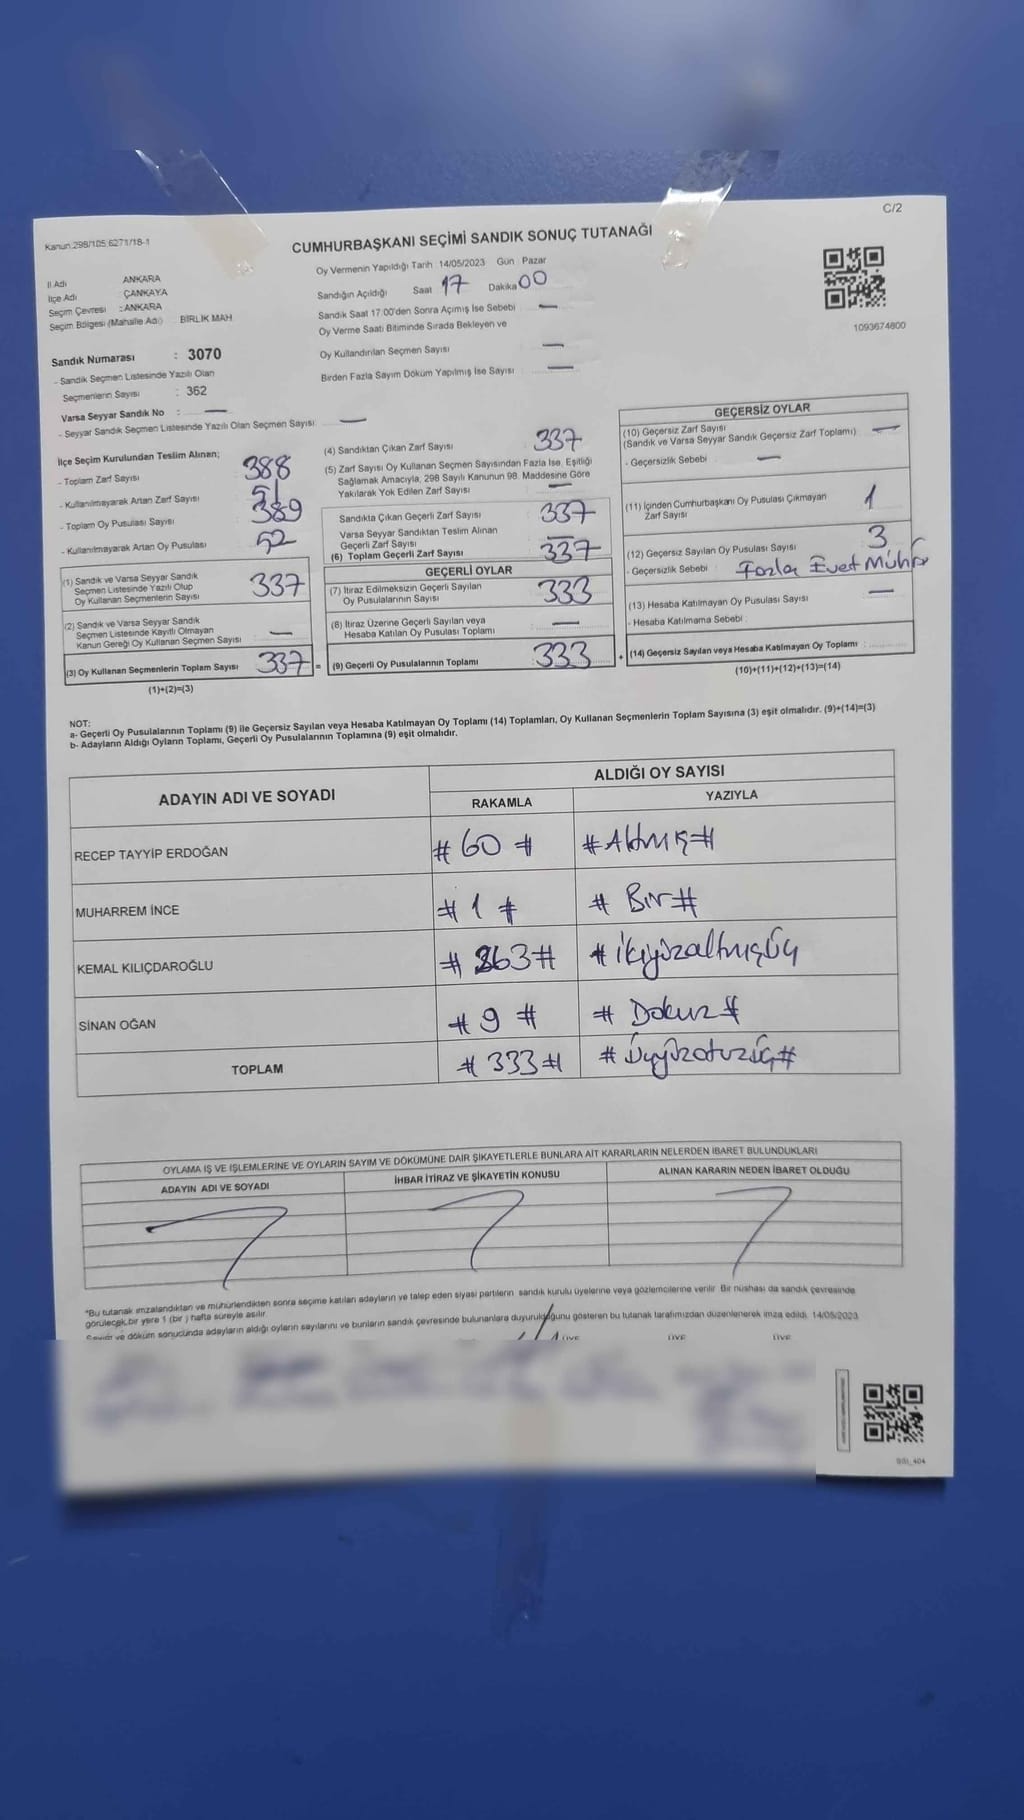 C/2
Kanun:298/105,6271/18-1
CUMHURBAŞKANI SEÇİMİ SANDIK SONUÇ TUTANAĞI
İl Adı ANKARA
İlçe Adı : ÇANKAYA
Seçim Çevresi : ANKARA
Seçim Bölgesi (Mahalle Adı) : BİRLİK MAH
Sandık Numarası : 3070
- Sandık Seçmen Listesinde Yazılı Olan
Seçmenlerin Sayısı : 362
Varsa Seyyar Sandık No : —
- Seyyar Sandık Seçmen Listesinde Yazılı Olan Seçmen Sayısı: —
Oy Vermenin Yapıldığı Tarih : 14/05/2023 Gün : Pazar
Sandığın Açıldığı Saat 17 Dakika 00
Sandık Saat 17:00'den Sonra Açımış İse Sebebi —
Oy Verme Saati Bitiminde Sırada Bekleyen ve
Oy Kullandırılan Seçmen Sayısı —
Birden Fazla Sayım Döküm Yapılmış İse Sayısı —
1093674800
İlçe Seçim Kurulundan Teslim Alınan;
- Toplam Zarf Sayısı : 388
- Kullanılmayarak Artan Zarf Sayısı : 51
- Toplam Oy Pusulası Sayısı : 389
- Kullanılmayarak Artan Oy Pusulası : 52
(1) Sandık ve Varsa Seyyar Sandık
Seçmen Listesinde Yazılı Olup
Oy Kullanan Seçmenlerin Sayısı : 337
(2) Sandık ve Varsa Seyyar Sandık
Seçmen Listesinde Kayıtlı Olmayan
Kanun Gereği Oy Kullanan Seçmen Sayısı : —
(3) Oy Kullanan Seçmenlerin Toplam Sayısı : 337 =
(1)+(2)=(3)
(4) Sandıktan Çıkan Zarf Sayısı : 337
(5) Zarf Sayısı Oy Kullanan Seçmen Sayısından Fazla İse, Eşitliği
Sağlamak Amacıyla, 298 Sayılı Kanunun 98. Maddesine Göre
Yakılarak Yok Edilen Zarf Sayısı : —
Sandıkta Çıkan Geçerli Zarf Sayısı : 337
Varsa Seyyar Sandıktan Teslim Alınan
Geçerli Zarf Sayısı : —
(6) Toplam Geçerli Zarf Sayısı : 337
GEÇERLİ OYLAR
(7) İtiraz Edilmeksizin Geçerli Sayılan
Oy Pusulalarının Sayısı : 333
(8) İtiraz Üzerine Geçerli Sayılan veya
Hesaba Katılan Oy Pusulası Toplamı : —
(9) Geçerli Oy Pusulalarının Toplamı : 333 +
GEÇERSİZ OYLAR
(10) Geçersiz Zarf Sayısı
(Sandık ve Varsa Seyyar Sandık Geçersiz Zarf Toplamı) : —
- Geçersizlik Sebebi : —
(11) İçinden Cumhurbaşkanı Oy Pusulası Çıkmayan
Zarf Sayısı : 1
(12) Geçersiz Sayılan Oy Pusulası Sayısı : 3
- Geçersizlik Sebebi : Fazla Evet Mührü
(13) Hesaba Katılmayan Oy Pusulası Sayısı : —
- Hesaba Katılmama Sebebi :
(14) Geçersiz Sayılan veya Hesaba Katılmayan Oy Toplamı :
(10)+(11)+(12)+(13)=(14)
NOT:
a- Geçerli Oy Pusulalarının Toplamı (9) ile Geçersiz Sayılan veya Hesaba Katılmayan Oy Toplamı (14) Toplamları, Oy Kullanan Seçmenlerin Toplam Sayısına (3) eşit olmalıdır. (9)+(14)=(3)
b- Adayların Aldığı Oyların Toplamı, Geçerli Oy Pusulalarının Toplamına (9) eşit olmalıdır.
ADAYIN ADI VE SOYADI ALDIĞI OY SAYISI
RAKAMLA YAZIYLA
RECEP TAYYİP ERDOĞAN # 60 # # Altmış #
MUHARREM İNCE # 1 # # Bir #
KEMAL KILIÇDAROĞLU # 263 # # ikiyüzaltmışüç
SİNAN OĞAN # 9 # # Dokuz #
TOPLAM # 333 # # Üçyüzotuzüç #
OYLAMA İŞ VE İŞLEMLERİNE VE OYLARIN SAYIM VE DÖKÜMÜNE DAİR ŞİKAYETLERLE BUNLARA AİT KARARLARIN NELERDEN İBARET BULUNDUKLARI
ADAYIN ADI VE SOYADI İHBAR İTİRAZ VE ŞİKAYETİN KONUSU ALINAN KARARIN NEDEN İBARET OLDUĞU
*Bu tutanak imzalandıktan ve mühürlendikten sonra seçime katılan adayların ve talep eden siyasi partilerin sandık kurulu üyelerine veya gözlemcilerine verilir. Bir nüshası da sandık çevresinde
görülecek bir yere 1 (bir ) hafta süreyle asılır.
Sayım ve döküm sonucunda adayların aldığı oyların sayılarını ve bunların sandık çevresinde bulunanlara duyurulduğunu gösteren bu tutanak tarafımızdan düzenlenerek imza edildi. 14/05/2023
ÜYE ÜYE ÜYE